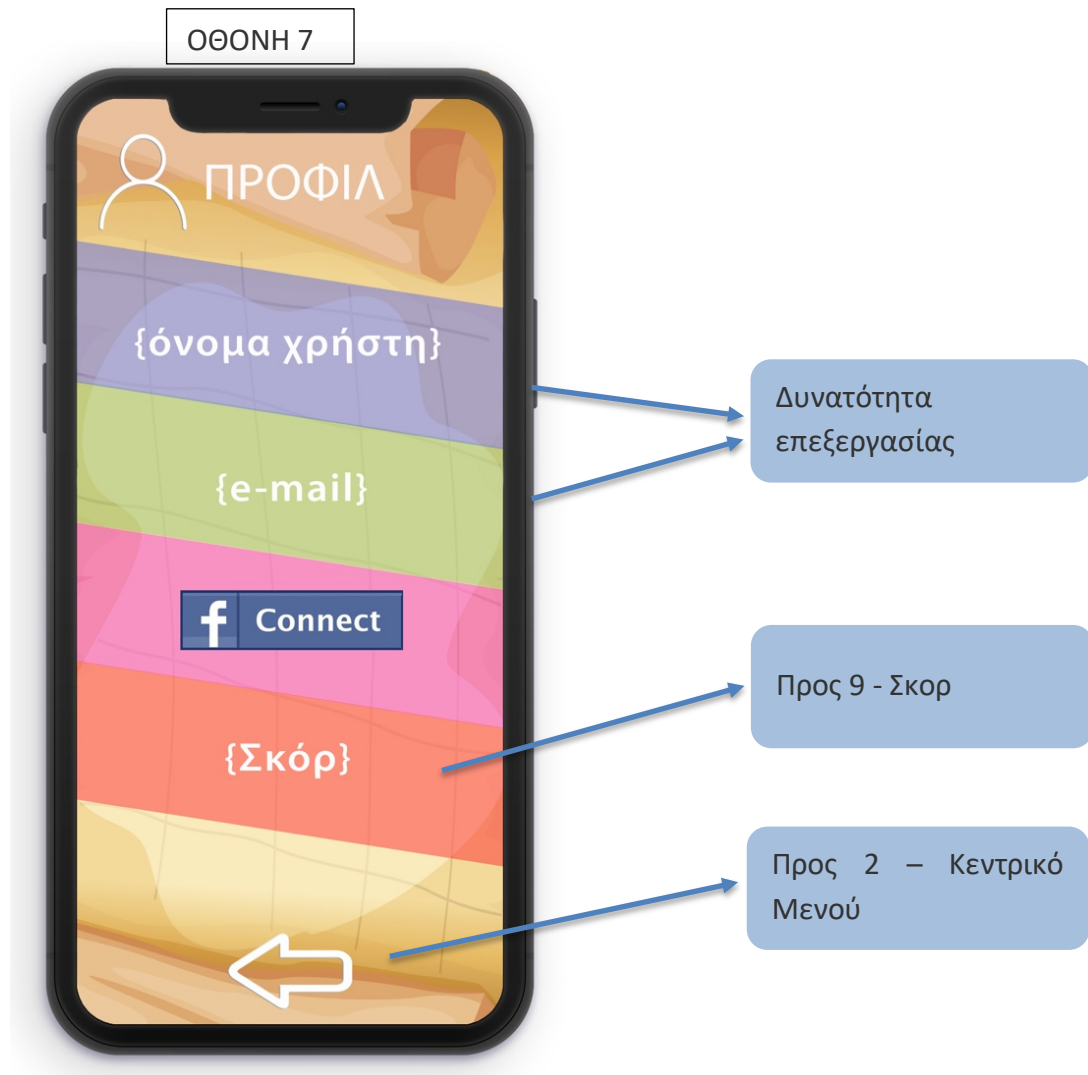 ΟΘΟΝΗ 7
ΠΡΟΦΙΛ
{όνομα χρήστη}
{e-mail}
f Connect
{Σκόρ}
Δυνατότητα
επεξεργασίας
Προς 9 - Σκορ
Προς 2 – Κεντρικό
Μενού